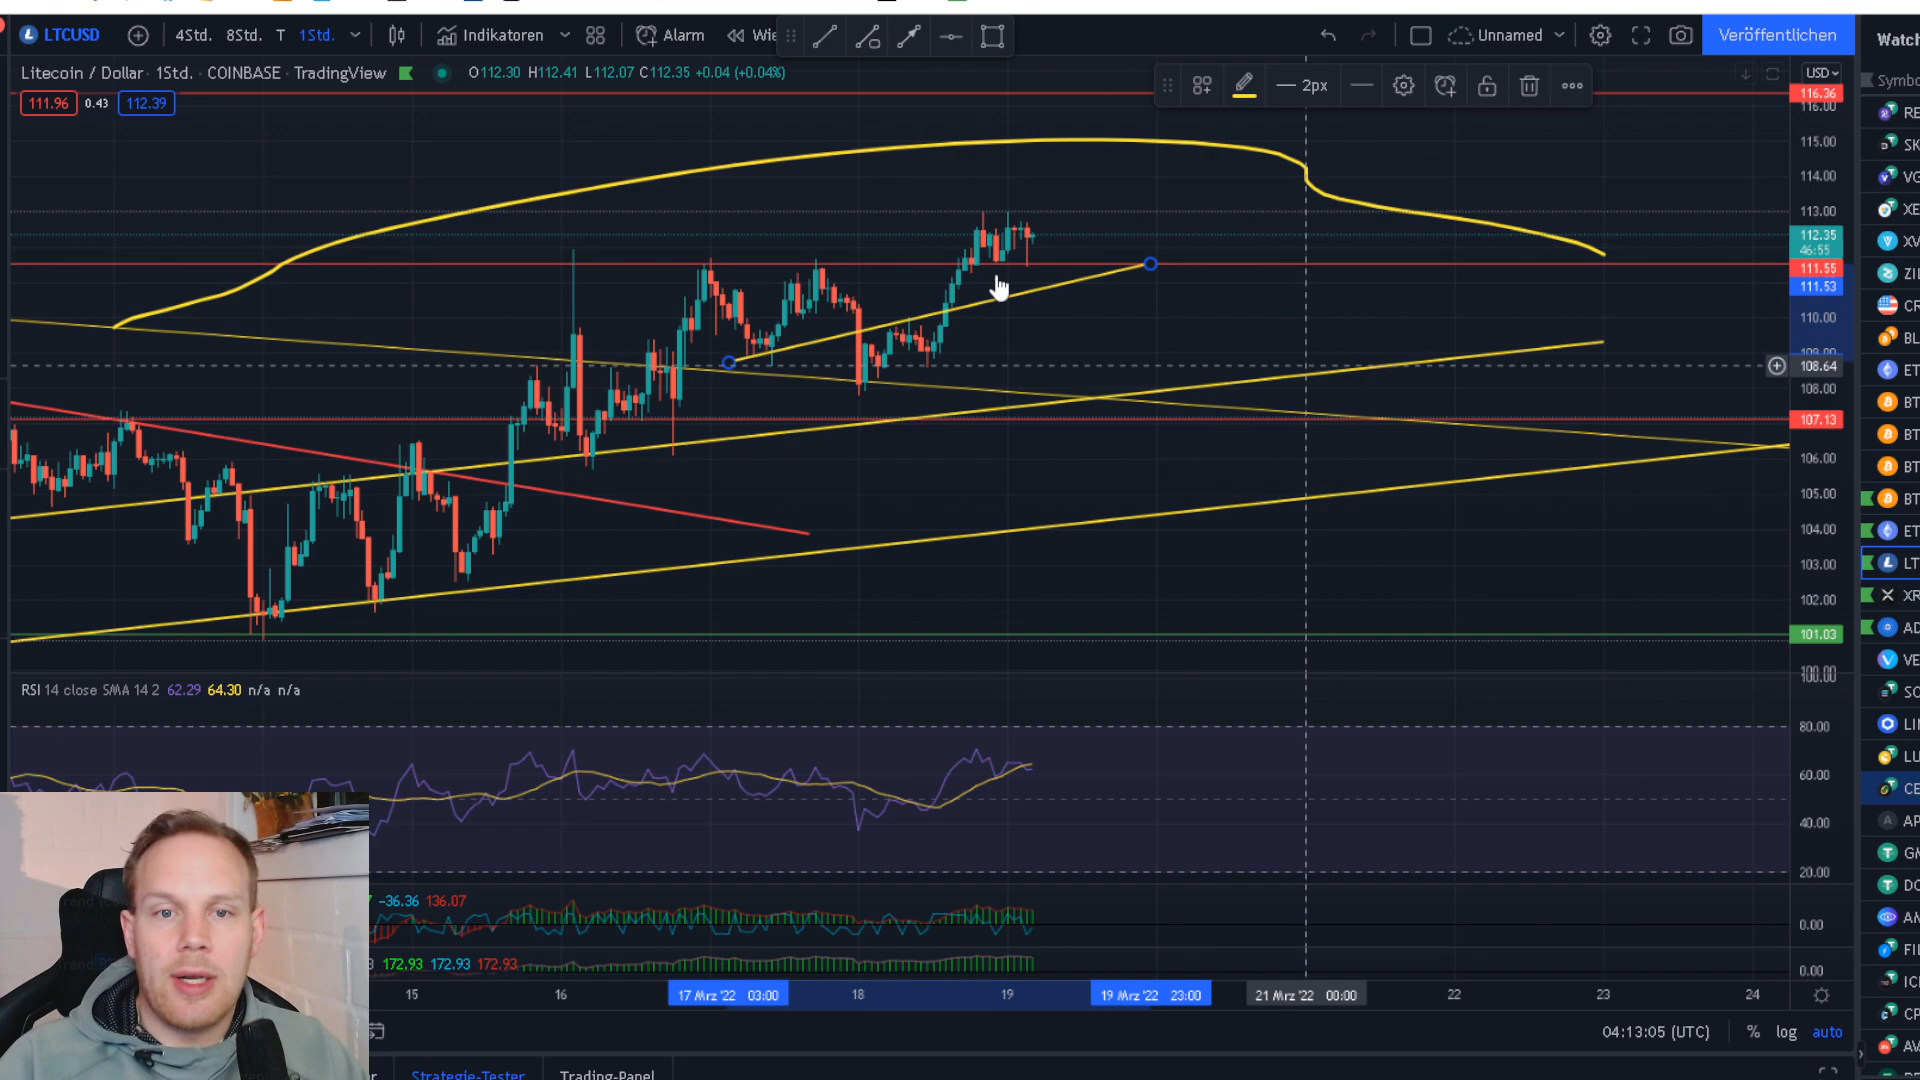 LTCUSD 4Std. 8Std. T 1Std. Indikatoren Alarm Unnamed Veröffentlichen
Litecoin / Dollar · 1Std. · COINBASE · TradingView O112.30 H112.41 L112.07 C112.35 +0.04 (+0.04%)
2px
USD
111.96 0.43 112.39
116.36
116.00
115.00
114.00
113.00
112.35
46:55
111.55
111.53
110.00
109.00
108.64
108.00
107.13
106.00
105.00
104.00
103.00
102.00
101.03
100.00
RSI 14 close SMA 14 2 62.29 64.30 n/a n/a
80.00
60.00
40.00
20.00
-36.36 136.07
0.00
172.93 172.93 172.93
0.00
15 16 17 Mrz '22 03:00 18 19 19 Mrz '22 23:00 21 Mrz '22 00:00 22 23 24
04:13:05 (UTC) % log auto
Strategie-Tester Trading-Panel